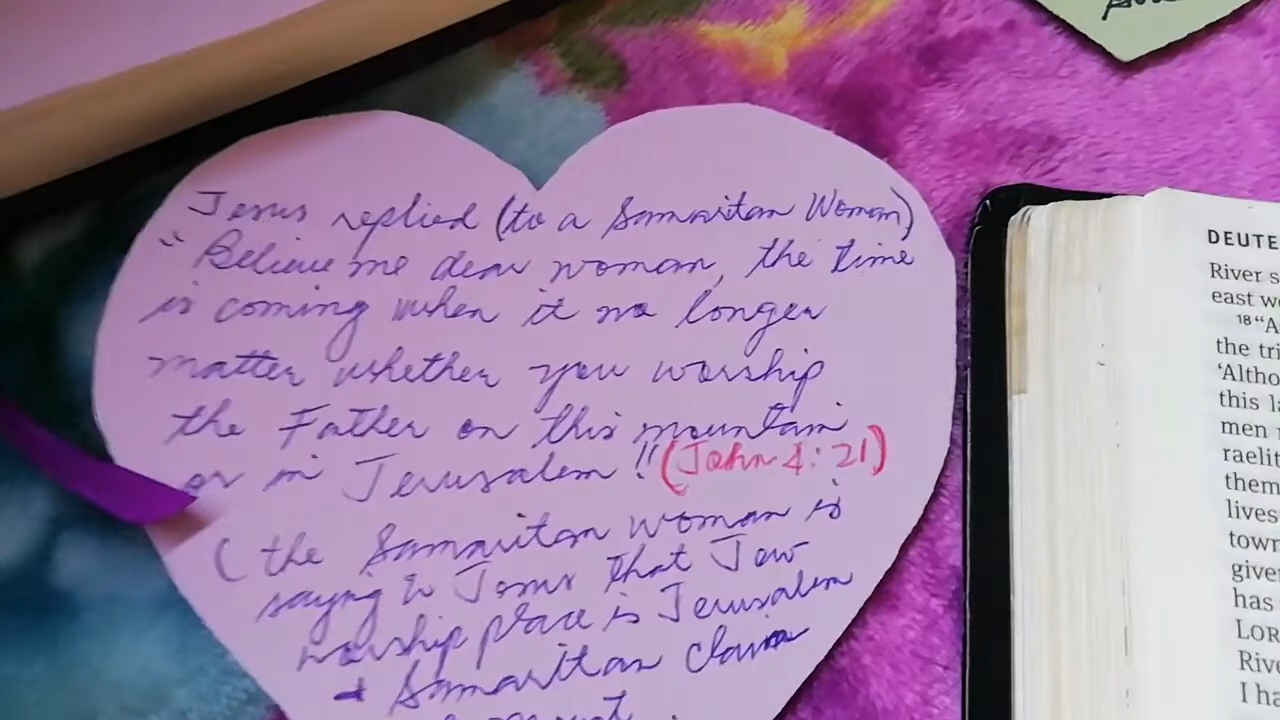 Jesus replied (to a Samaritan Woman)
" Believe me dear woman, the time
is coming when it no longer
matter whether you worship
the Father on this mountain
or in Jerusalem !! (John 4:21)
( the Samaritan woman is
saying to Jesus that Jew
worship place is Jerusalem
+ Samaritan claim
DEUTE
River s
east we
18 "A
the tri
'Altho
this la
men
raelit
them
lives
town
give
has
LOR
Rive
I ha